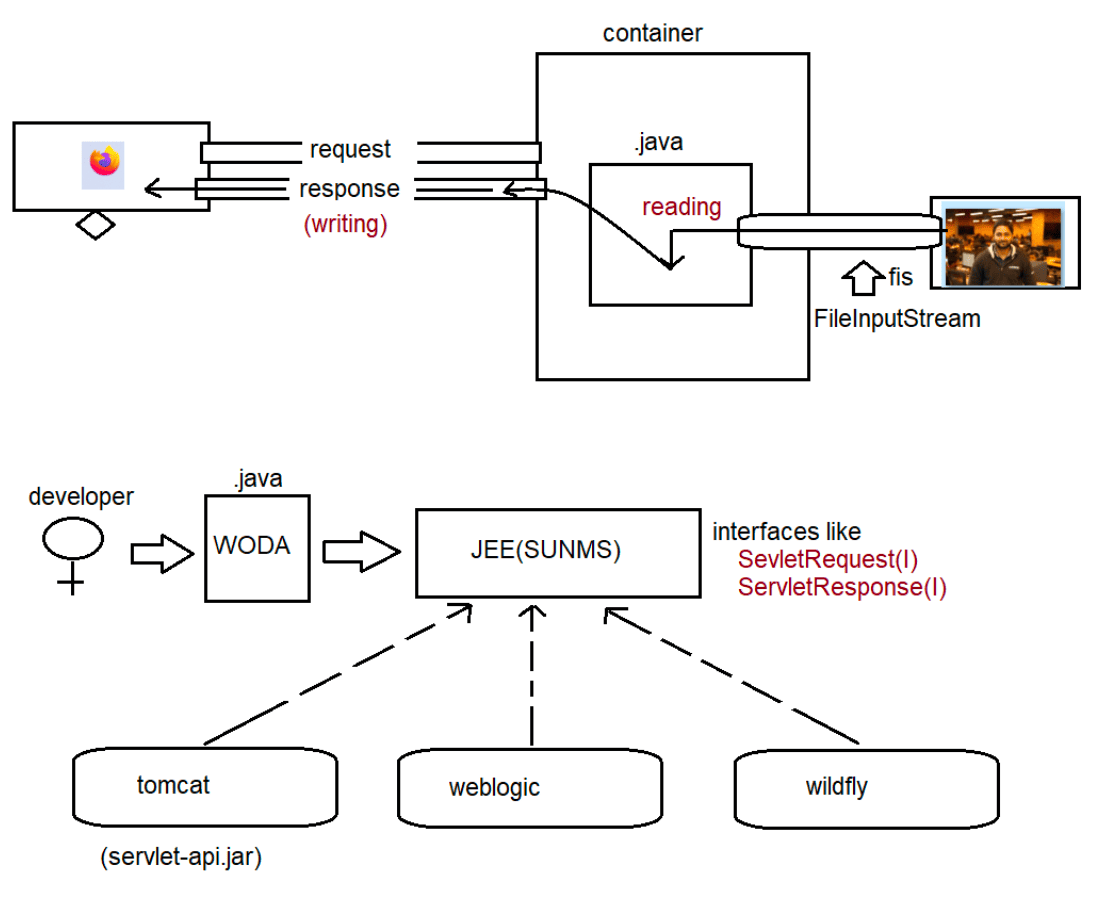 container
.java
request
response
(writing)
reading
fis
FileInputStream
developer
.java
WODA
JEE(SUNMS)
interfaces like
SevletRequest(I)
ServletResponse(I)
tomcat
weblogic
wildfly
(servlet-api.jar)